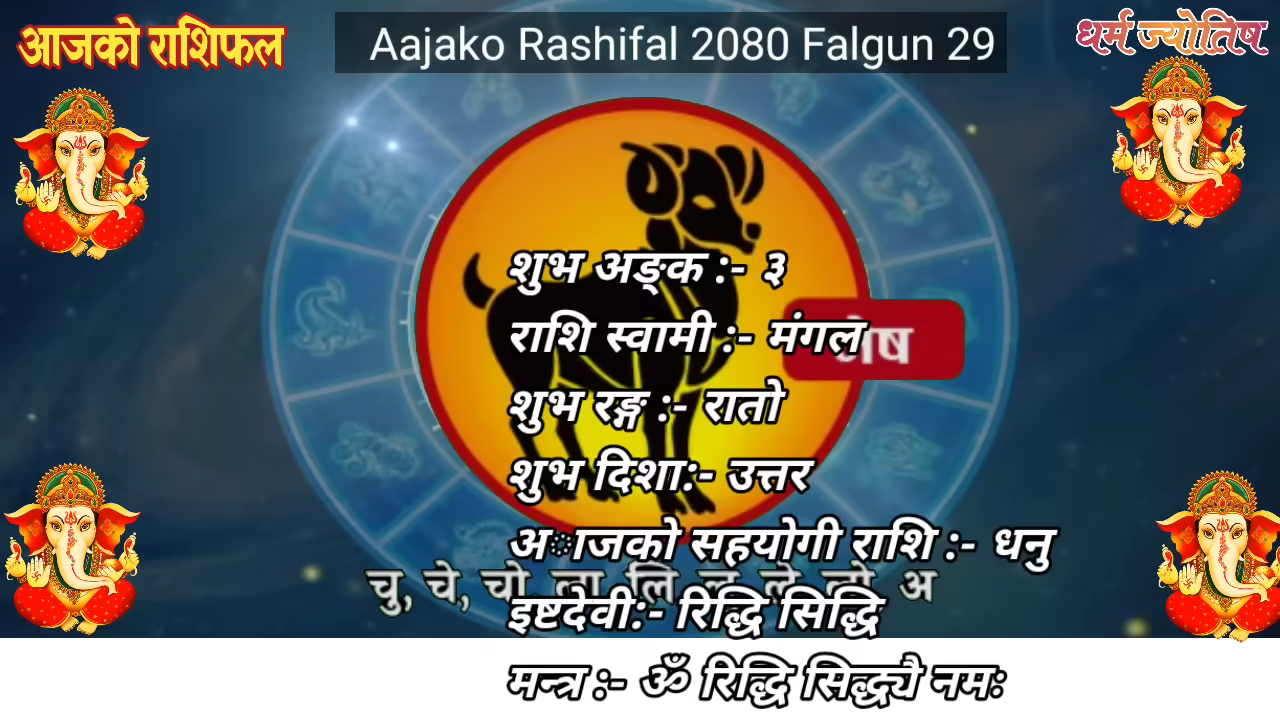 आजको राशिफल
Aajako Rashifal 2080 Falgun 29
धर्म ज्योतिष
शुभ अङ्क :- ३
राशि स्वामी :- मंगल
मेष
शुभ रङ्ग :- रातो
शुभ दिशा:- उत्तर
अाजको सहयोगी राशि :- धनु
चु, चे, चो, ला, लि, अ
इष्टदेवी:- रिद्धि सिद्धि
मन्त्र :- ॐ रिद्धि सिद्ध्यै नमः